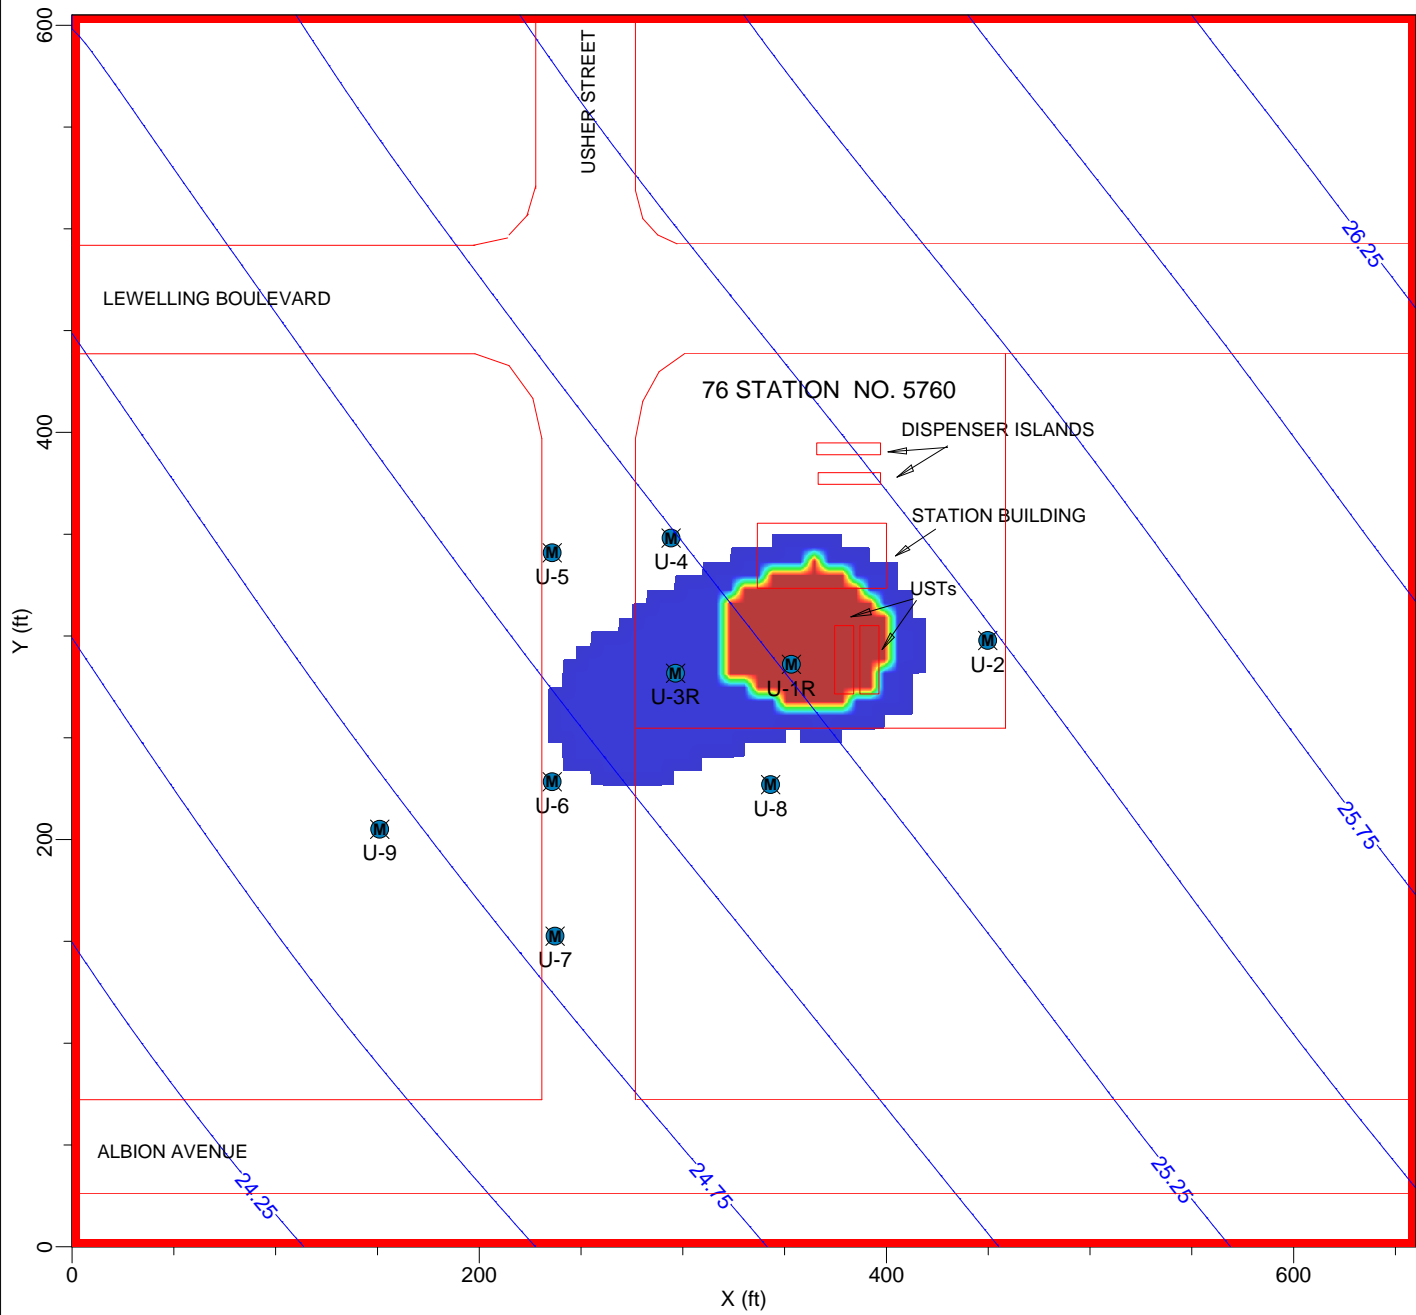 600
USHER STREET
26.25
LEWELLING BOULEVARD
76 STATION NO. 5760
400
DISPENSER ISLANDS
STATION BUILDING
M
U-4
M
U-5
USTs
Y (ft)
M
U-2
M
U-1R
M
U-3R
M
U-6
M
U-8
25.75
200
M
U-9
M
U-7
ALBION AVENUE
24.25
24.75
25.25
0
0
200
400
600
X (ft)